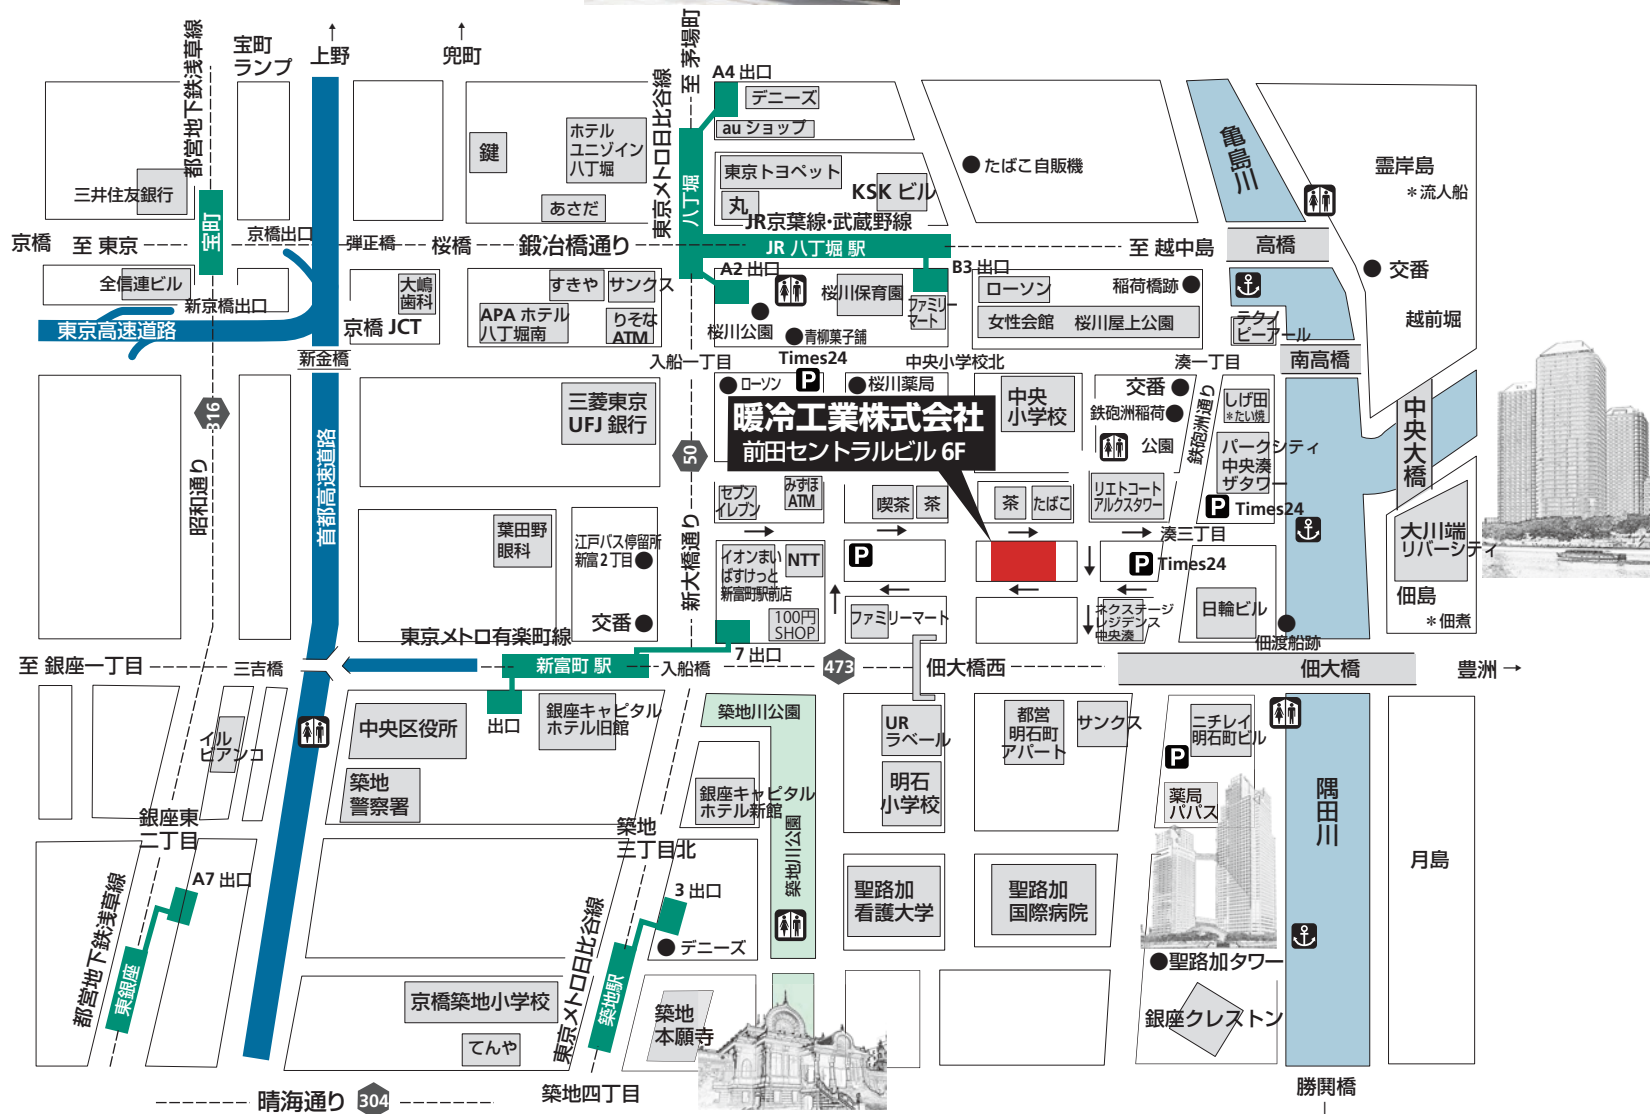 都営地下鉄浅草線
宝町
ランプ
上野
兜町
東京メトロ日比谷線
至 茅場町
A4 出口
デニーズ
au ショップ
鍵
ホテル
ユニゾイン
八丁堀
あさだ
三井住友銀行
宝町
八丁堀
東京トヨペット
丸
KSK ビル
たばこ自販機
亀島川
霊岸島
＊流人船
京橋
至 東京
京橋出口
弾正橋
桜橋
鍛冶橋通り
JR京葉線・武蔵野線
JR 八丁堀 駅
至 越中島
高橋
全信連ビル
新京橋出口
東京高速道路
大嶋
歯科
京橋 JCT
すきや
サンクス
APA ホテル
八丁堀南
りそな
ATM
A2 出口
桜川公園
桜川保育園
青柳菓子舗
B3 出口
ファミリー
マート
ローソン
稲荷橋跡
女性会館
桜川屋上公園
テクノ
ピーアール
交番
越前堀
新金橋
入船一丁目
Times24
P
中央小学校北
湊一丁目
南高橋
ローソン
桜川薬局
中央
小学校
交番
鉄砲洲稲荷
公園
鉄砲洲通り
しげ田
＊たい焼
パークシティ
中央湊
ザタワー
中央大橋
暖冷工業株式会社
前田セントラルビル 6F
316
昭和通り
首都高速道路
三菱東京
UFJ 銀行
50
新大橋通り
セブン
イレブン
みずほ
ATM
喫茶
茶
茶
たばこ
リエトコート
アルクスタワー
P
Times24
湊三丁目
大川端
リバーシティ
佃島
＊佃煮
葉田野
眼科
江戸バス停留所
新富２丁目
交番
イオンまい
ばすけっと
新富町駅前店
NTT
100円
SHOP
P
ファミリーマート
P
Times24
ネクステージ
レジデンス
中央湊
日輪ビル
佃渡船跡
東京メトロ有楽町線
至 銀座一丁目
三吉橋
新富町 駅
入船橋
7 出口
473
佃大橋西
佃大橋
豊洲
出口
イル
ビアンコ
中央区役所
築地
警察署
銀座キャピタル
ホテル旧館
築地川公園
銀座キャピタル
ホテル新館
築地川公園
UR
ラベール
明石
小学校
都営
明石町
アパート
サンクス
ニチレイ
明石町ビル
P
薬局
パパス
隅田川
月島
銀座東
二丁目
A7 出口
都営地下鉄浅草線
東銀座
築地
三丁目北
3 出口
デニーズ
東京メトロ日比谷線
築地駅
聖路加
看護大学
聖路加
国際病院
聖路加タワー
銀座クレストン
京橋築地小学校
てんや
築地
本願寺
晴海通り
304
築地四丁目
勝鬨橋